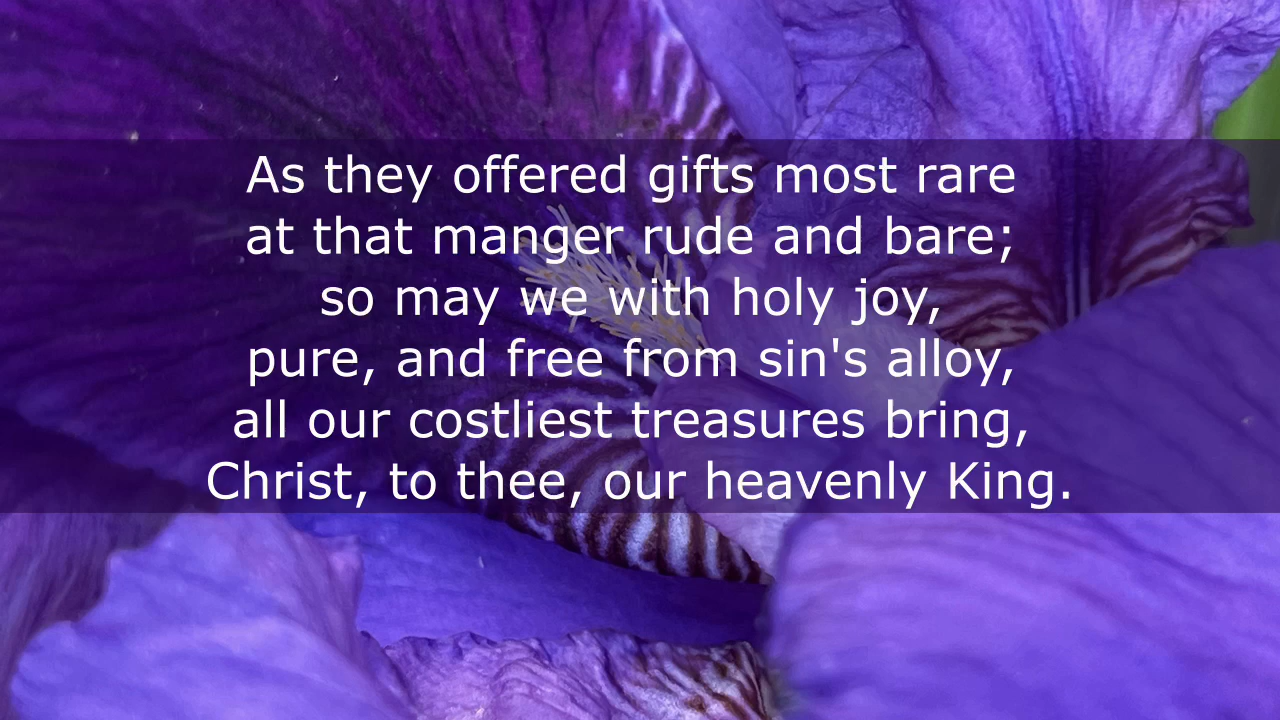 As they offered gifts most rare
at that manger rude and bare;
so may we with holy joy,
pure, and free from sin's alloy,
all our costliest treasures bring,
Christ, to thee, our heavenly King.